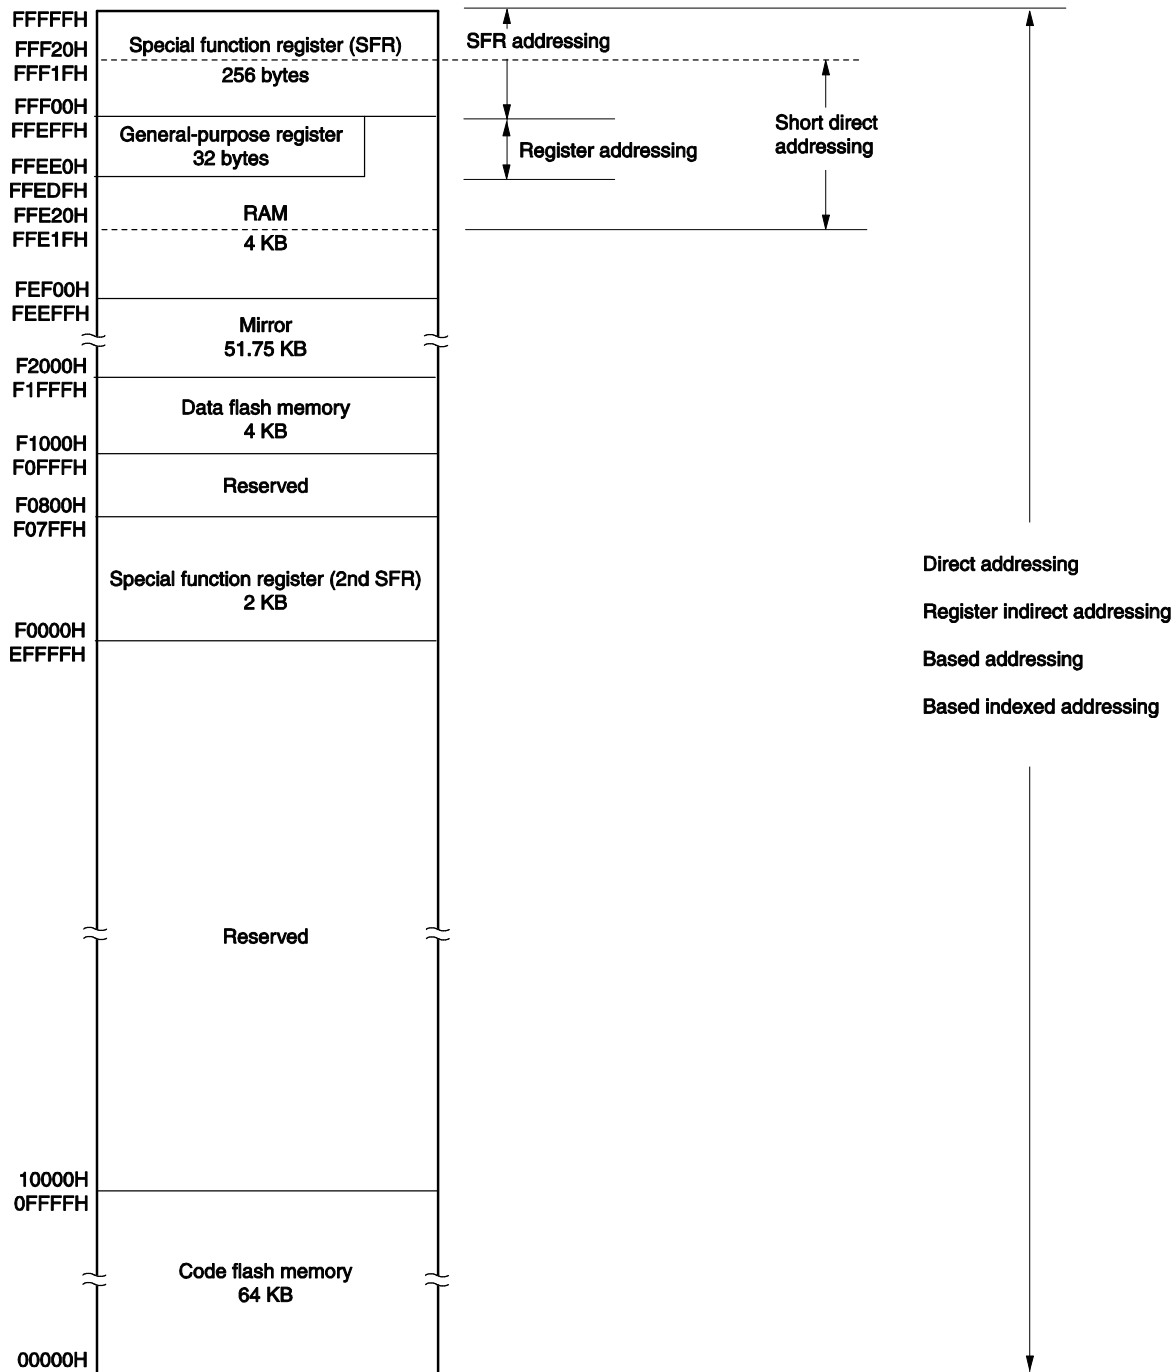 FFFFFH
FFF20H
FFF1FH
FFF00H
FFEFFH
FFEE0H
FFEDFH
FFE20H
FFE1FH
FEF00H
FEEFFH
F2000H
F1FFFH
F1000H
F0FFFH
F0800H
F07FFH
F0000H
EFFFFH
10000H
0FFFFH
00000H
Special function register (SFR)
256 bytes
General-purpose register
32 bytes
RAM
4 KB
Mirror
51.75 KB
Data flash memory
4 KB
Reserved
Special function register (2nd SFR)
2 KB
Reserved
Code flash memory
64 KB
SFR addressing
Register addressing
Short direct
addressing
Direct addressing
Register indirect addressing
Based addressing
Based indexed addressing